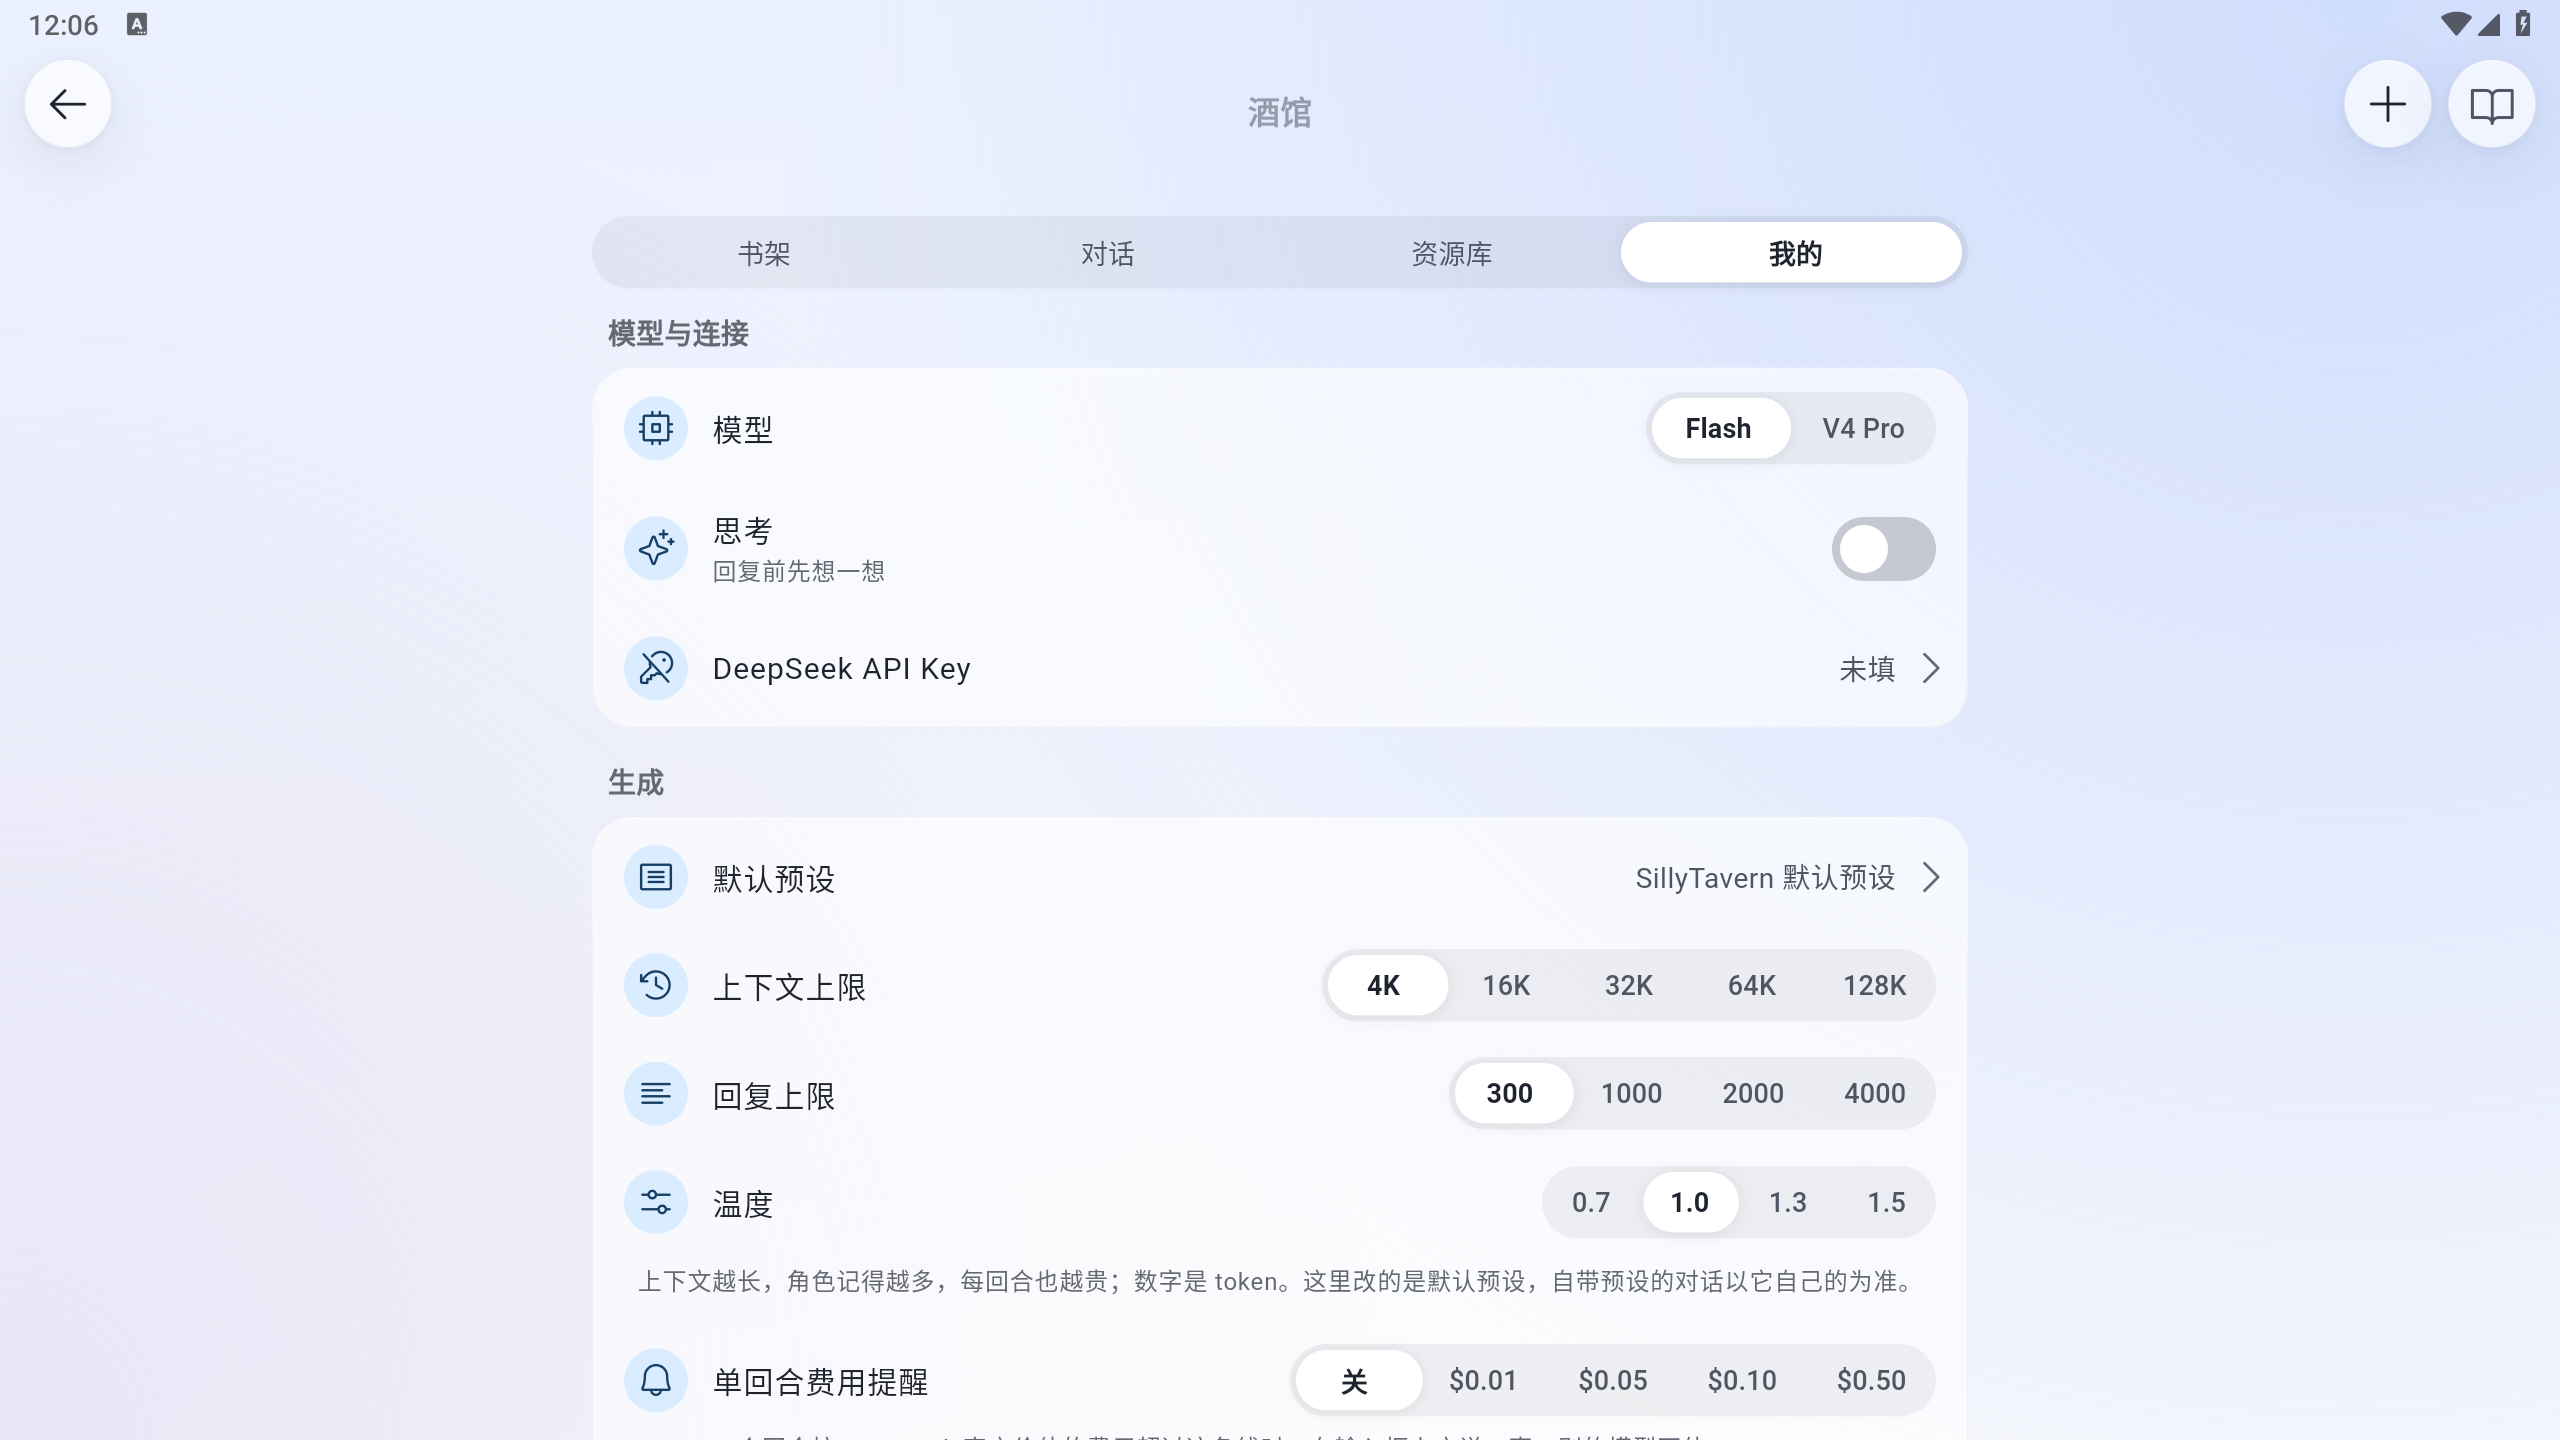 12:06
酒馆
书架 对话 资源库 我的
模型与连接
模型 Flash V4 Pro
思考
回复前先想一想
DeepSeek API Key 未填
生成
默认预设 SillyTavern 默认预设
上下文上限 4K 16K 32K 64K 128K
回复上限 300 1000 2000 4000
温度 0.7 1.0 1.3 1.5
上下文越长，角色记得越多，每回合也越贵；数字是 token。这里改的是默认预设，自带预设的对话以它自己的为准。
单回合费用提醒 关 $0.01 $0.05 $0.10 $0.50